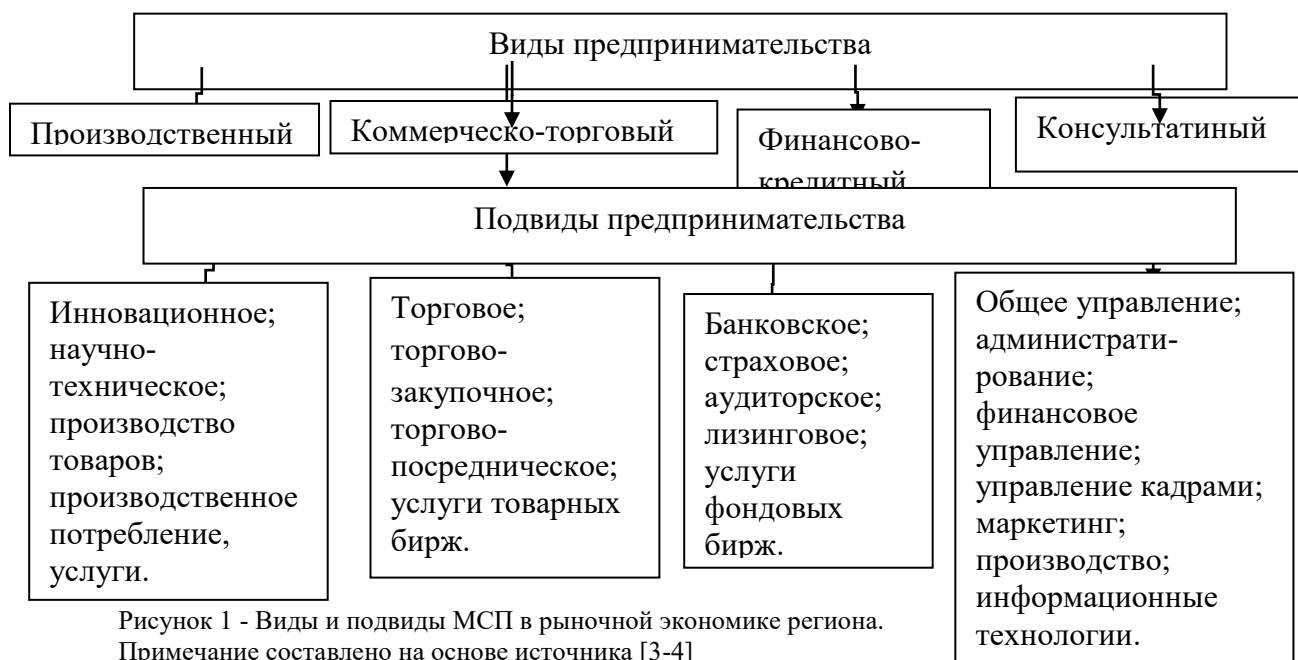 Виды предпринимательства
Производственный
Коммерческо-торговый
Финансово-
кредитный
Консультатиный
Подвиды предпринимательства
Инновационное;
научно-
техническое;
производство
товаров;
производственное
потребление,
услуги.
Торговое;
торгово-
закупочное;
торгово-
посредническое;
услуги товарных
бирж.
Банковское;
страховое;
аудиторское;
лизинговое;
услуги
фондовых
бирж.
Общее управление;
администрати-
рование;
финансовое
управление;
управление кадрами;
маркетинг;
производство;
информационные
технологии.
Рисунок 1 - Виды и подвиды МСП в рыночной экономике региона.
Примечание составлено на основе источника [3-4]